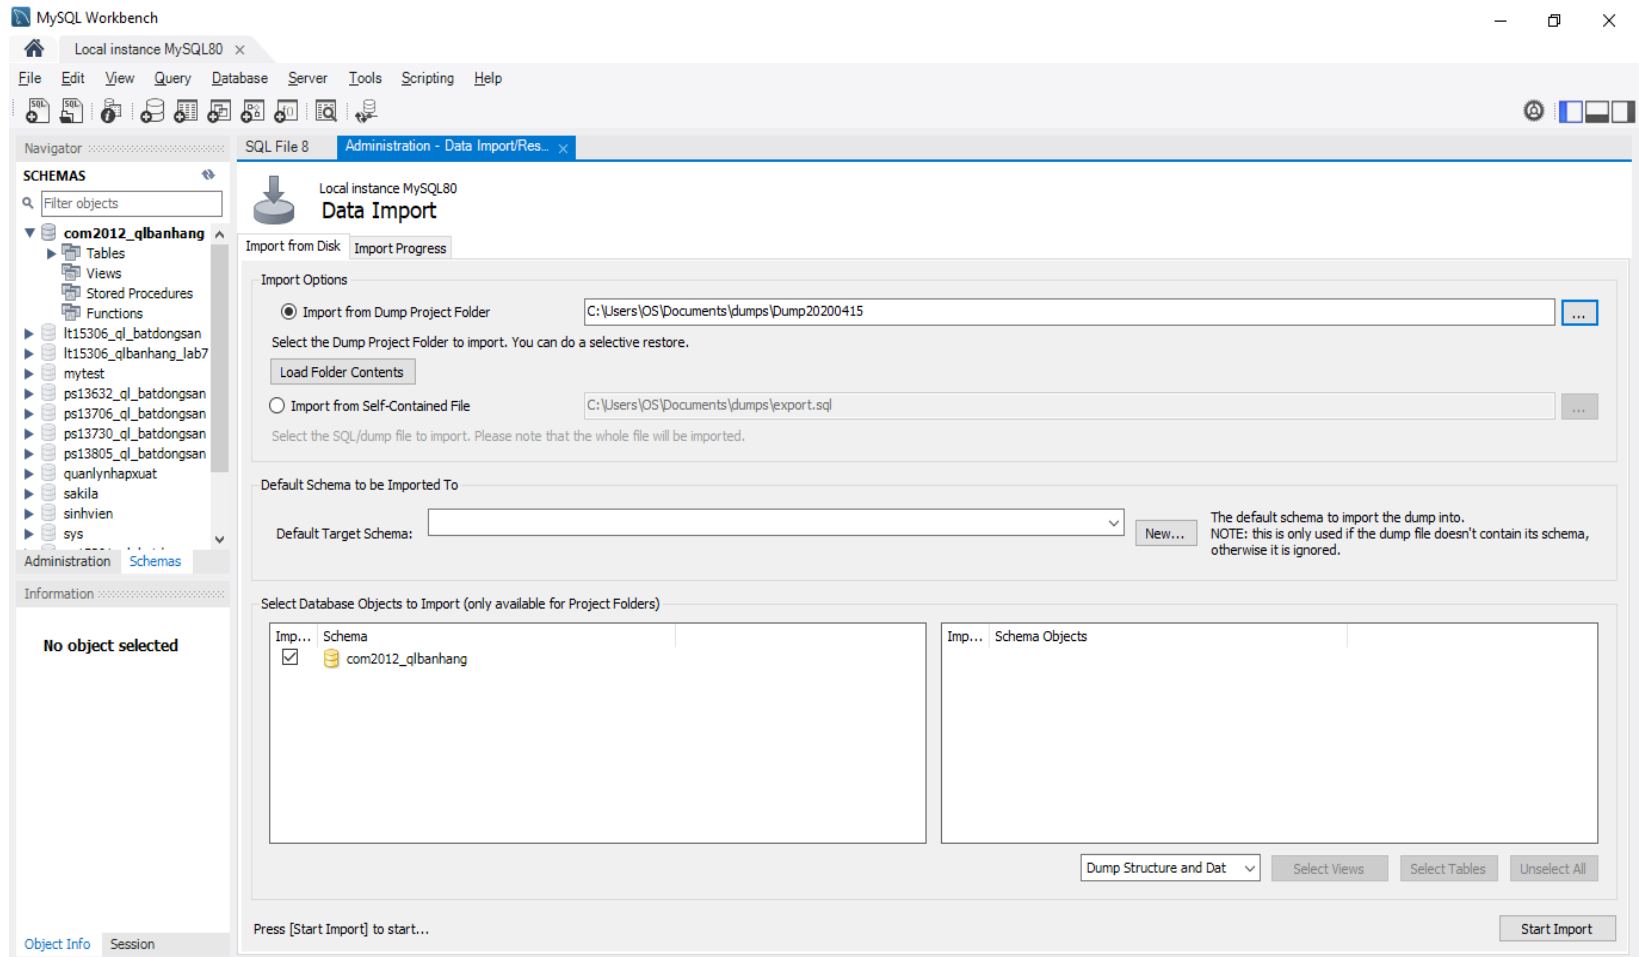 MySQL Workbench
Local instance MySQL80
File Edit View Query Database Server Tools Scripting Help
Navigator
SCHEMAS
Filter objects
com2012_qlbanhang
Tables
Views
Stored Procedures
Functions
lt15306_ql_batdongsan
lt15306_qlbanhang_lab7
mytest
ps13632_ql_batdongsan
ps13706_ql_batdongsan
ps13730_ql_batdongsan
ps13805_ql_batdongsan
quanlynhapxuat
sakila
sinhvien
sys
Administration Schemas
Information
No object selected
Object Info Session
SQL File 8 Administration - Data Import/Res...
Local instance MySQL80
Data Import
Import from Disk Import Progress
Import Options
Import from Dump Project Folder C:\Users\OS\Documents\dumps\Dump20200415 ...
Select the Dump Project Folder to import. You can do a selective restore.
Load Folder Contents
Import from Self-Contained File C:\Users\OS\Documents\dumps\export.sql ...
Select the SQL/dump file to import. Please note that the whole file will be imported.
Default Schema to be Imported To
Default Target Schema: New...
The default schema to import the dump into.
NOTE: this is only used if the dump file doesn't contain its schema,
otherwise it is ignored.
Select Database Objects to Import (only available for Project Folders)
Imp... Schema
com2012_qlbanhang
Imp... Schema Objects
Dump Structure and Dat Select Views Select Tables Unselect All
Press [Start Import] to start... Start Import